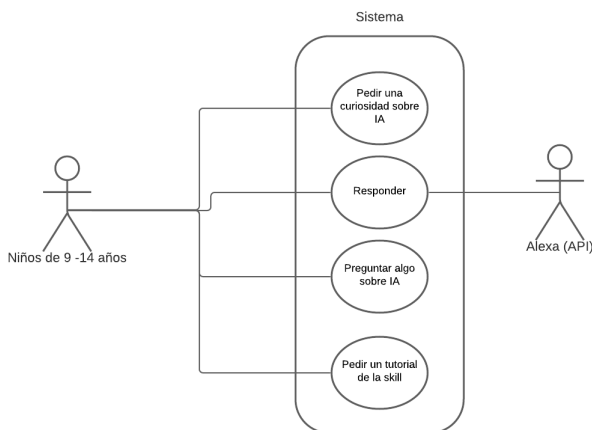 Sistema
Pedir una
curiosidad sobre
IA
Responder
Niños de 9 -14 años
Alexa (API)
Preguntar algo
sobre IA
Pedir un tutorial
de la skill